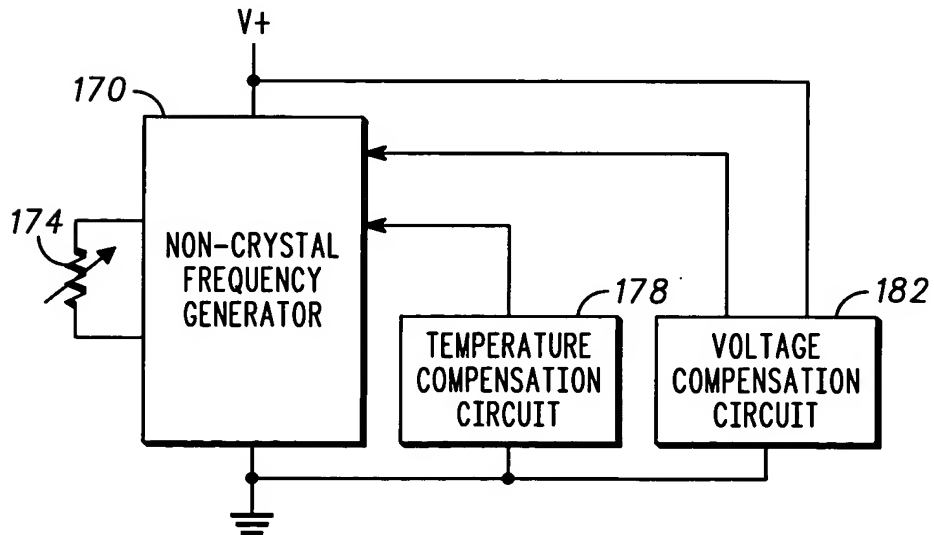 V+
170
174
NON-CRYSTAL
FREQUENCY
GENERATOR
178
182
TEMPERATURE
COMPENSATION
CIRCUIT
VOLTAGE
COMPENSATION
CIRCUIT